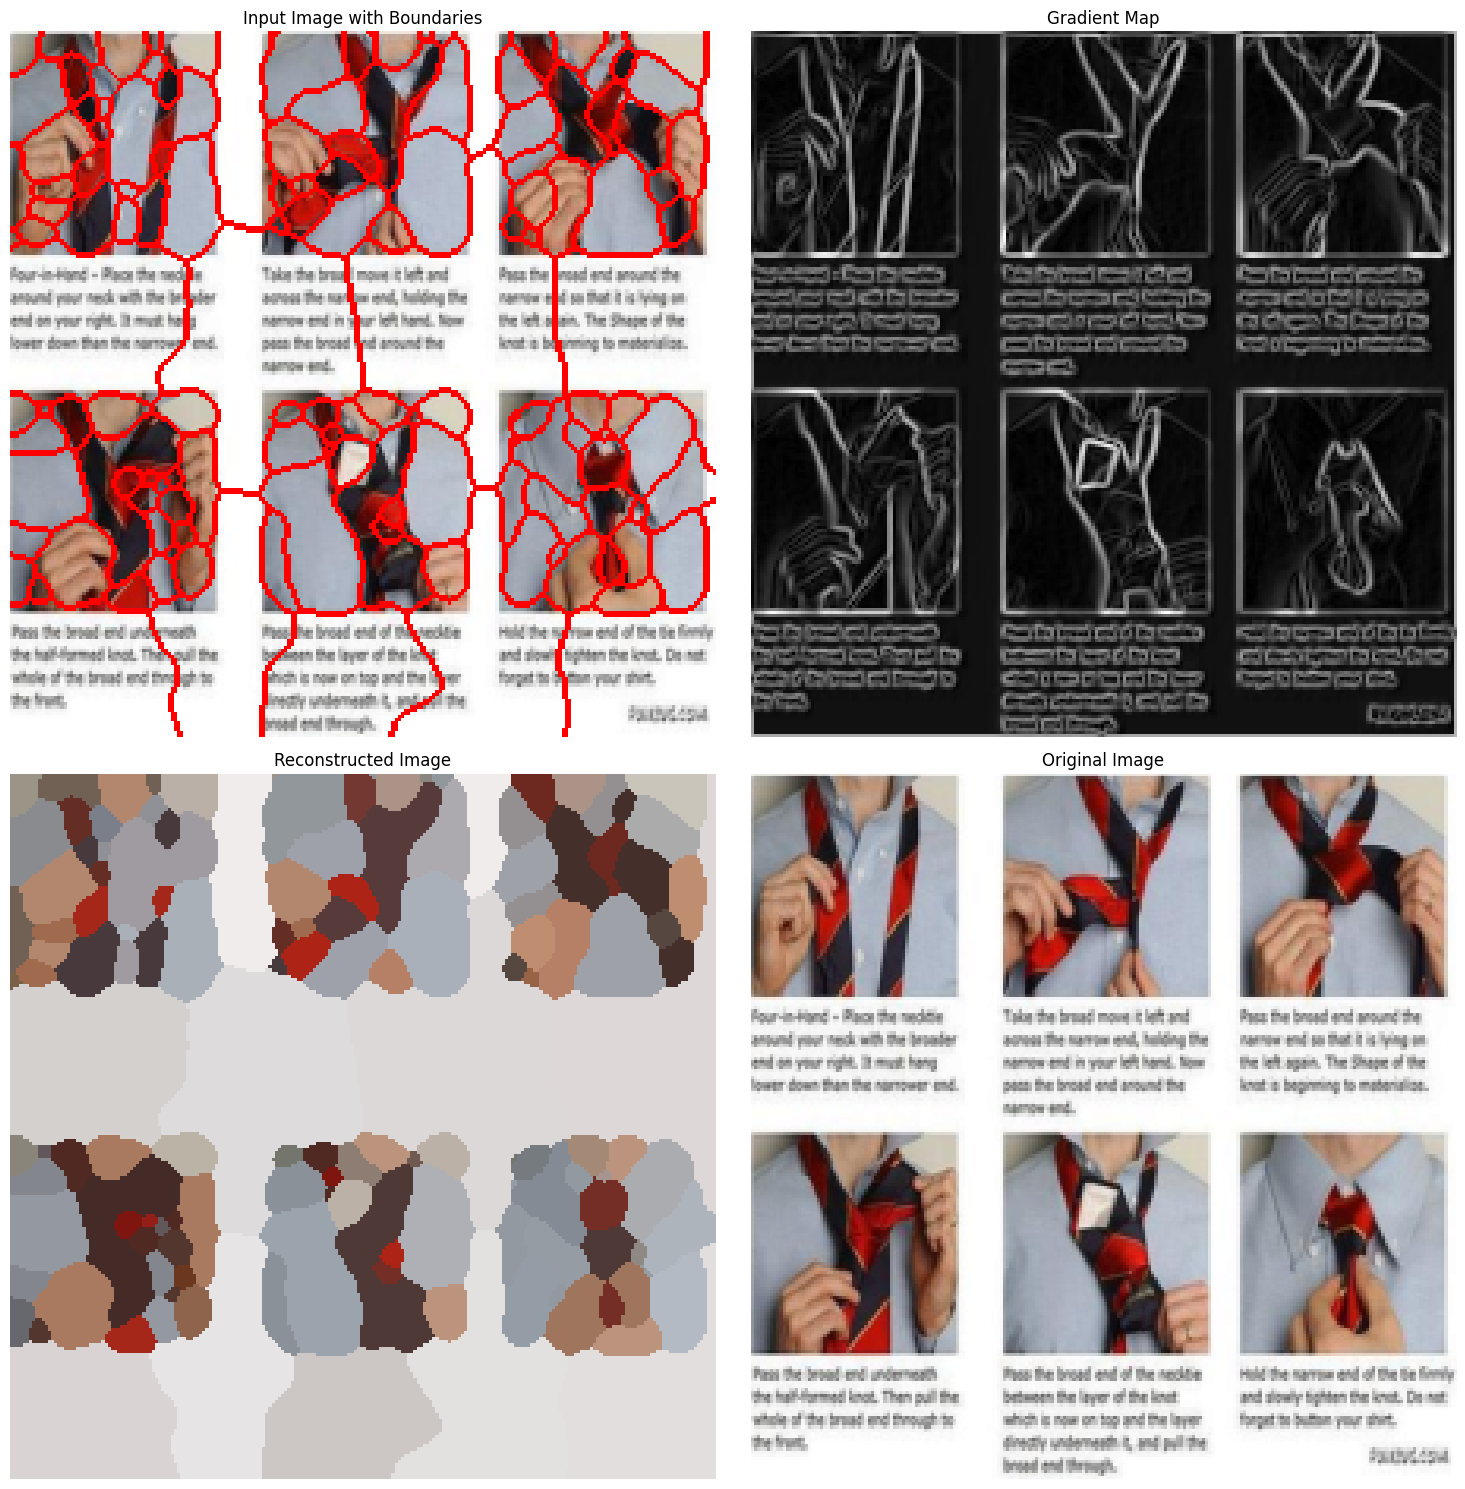 Input Image with Boundaries
Gradient Map
Four-in-Hand – Place the necktie
around your neck with the broader
end on your right. It must hang
lower down than the narrower end.
Take the broad move it left and
across the narrow end, holding the
narrow end in your left hand. Now
pass the broad end around the
narrow end.
Pass the broad end around the
narrow end so that it is lying on
the left again. The Shape of the
knot is beginning to materialize.
Pass the broad end underneath
the half-formed knot. Then pull the
whole of the broad end through to
the front.
Pass the broad end of the necktie
between the layer of the knot
which is now on top and the layer
directly underneath it, and pull the
broad end through.
Hold the narrow end of the tie firmly
and slowly tighten the knot. Do not
forget to button your shirt.
Reconstructed Image
Original Image
Four-in-Hand – Place the necktie
around your neck with the broader
end on your right. It must hang
lower down than the narrower end.
Take the broad move it left and
across the narrow end, holding the
narrow end in your left hand. Now
pass the broad end around the
narrow end.
Pass the broad end around the
narrow end so that it is lying on
the left again. The Shape of the
knot is beginning to materialize.
Pass the broad end underneath
the half-formed knot. Then pull the
whole of the broad end through to
the front.
Pass the broad end of the necktie
between the layer of the knot
which is now on top and the layer
directly underneath it, and pull the
broad end through.
Hold the narrow end of the tie firmly
and slowly tighten the knot. Do not
forget to button your shirt.